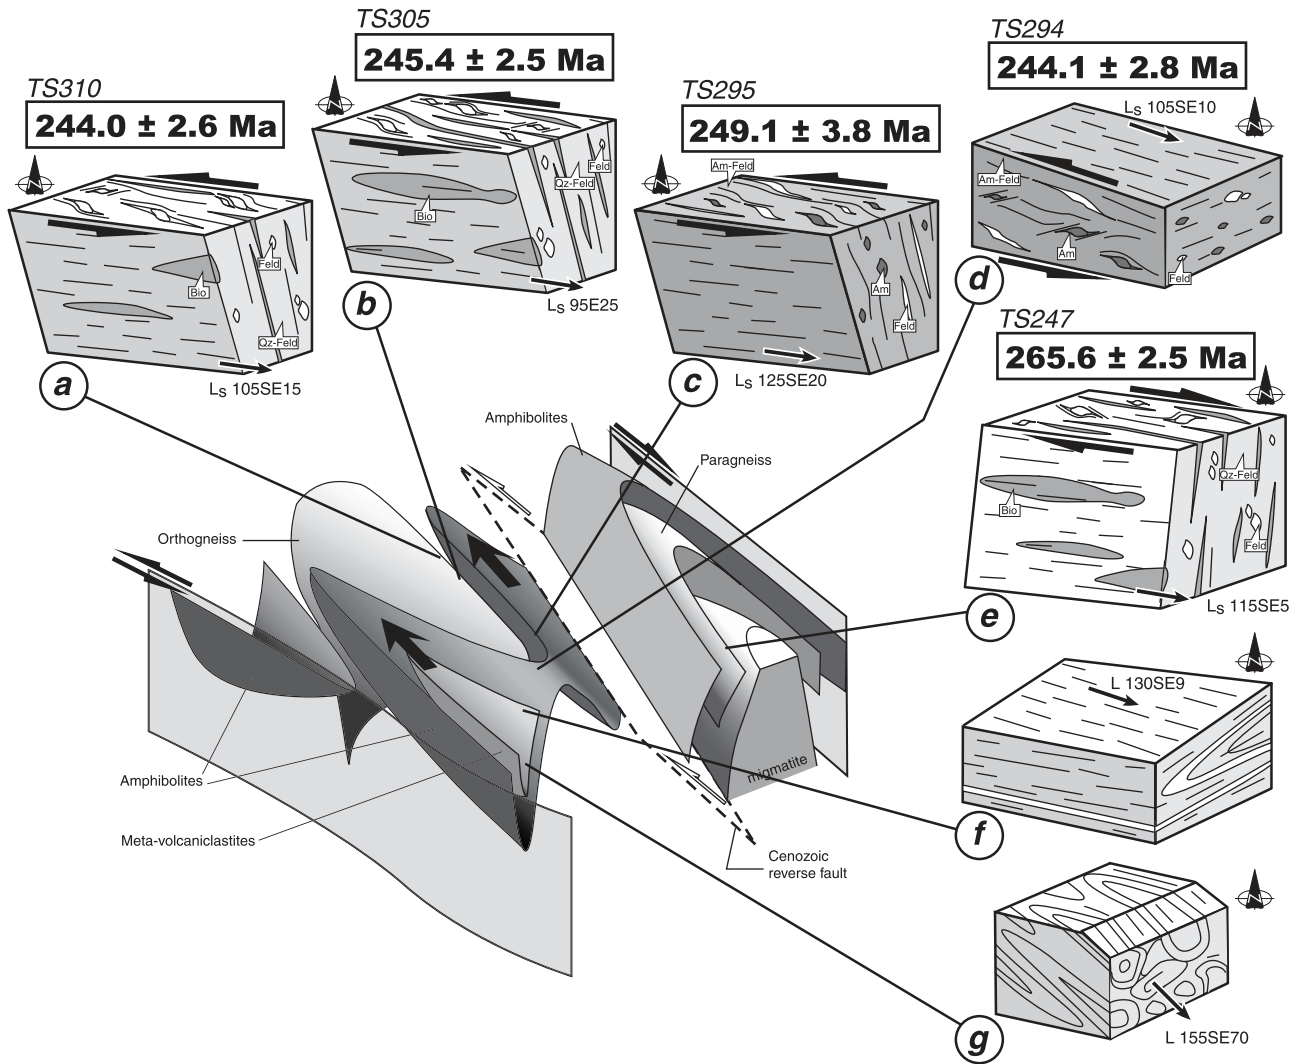 TS305
245.4 ± 2.5 Ma
TS294
244.1 ± 2.8 Ma
TS310
244.0 ± 2.6 Ma
TS295
249.1 ± 3.8 Ma
Ls 105SE10
Am-Feld
Am
Feld
Bio
Qz-Feld
Feld
Ls 95E25
Bio
Feld
Qz-Feld
Ls 105SE15
Am-Feld
Am
Feld
Ls 125SE20
a
b
c
d
TS247
265.6 ± 2.5 Ma
Bio
Qz-Feld
Feld
Ls 115SE5
e
Amphibolites
Paragneiss
Orthogneiss
L 130SE9
f
migmatite
Amphibolites
Meta-volcaniclastites
Cenozoic
reverse fault
g
L 155SE70